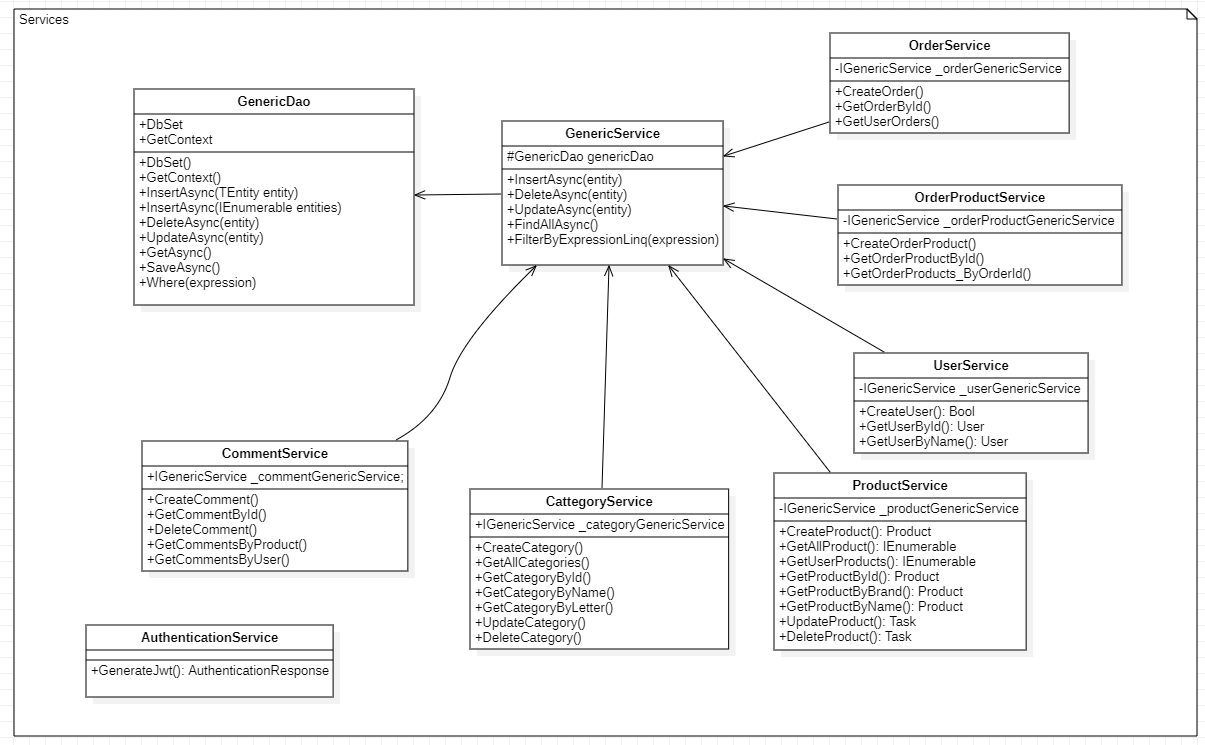 Services
GenericDao
+DbSet
+GetContext
+DbSet()
+GetContext()
+InsertAsync(TEntity entity)
+InsertAsync(IEnumerable entities)
+DeleteAsync(entity)
+UpdateAsync(entity)
+GetAsync()
+SaveAsync()
+Where(expression)
GenericService
#GenericDao genericDao
+InsertAsync(entity)
+DeleteAsync(entity)
+UpdateAsync(entity)
+FindAllAsync()
+FilterByExpressionLinq(expression)
OrderService
-IGenericService _orderGenericService
+CreateOrder()
+GetOrderById()
+GetUserOrders()
OrderProductService
-IGenericService _orderProductGenericService
+CreateOrderProduct()
+GetOrderProductById()
+GetOrderProducts_ByOrderId()
UserService
-IGenericService _userGenericService
+CreateUser(): Bool
+GetUserById(): User
+GetUserByName(): User
CommentService
+IGenericService _commentGenericService;
+CreateComment()
+GetCommentById()
+DeleteComment()
+GetCommentsByProduct()
+GetCommentsByUser()
CattegoryService
+IGenericService _categoryGenericService
+CreateCategory()
+GetAllCategories()
+GetCategoryById()
+GetCategoryByName()
+GetCategoryByLetter()
+UpdateCategory()
+DeleteCategory()
ProductService
-IGenericService _productGenericService
+CreateProduct(): Product
+GetAllProduct(): IEnumerable
+GetUserProducts(): IEnumerable
+GetProductById(): Product
+GetProductByBrand(): Product
+GetProductByName(): Product
+UpdateProduct(): Task
+DeleteProduct(): Task
AuthenticationService
+GenerateJwt(): AuthenticationResponse